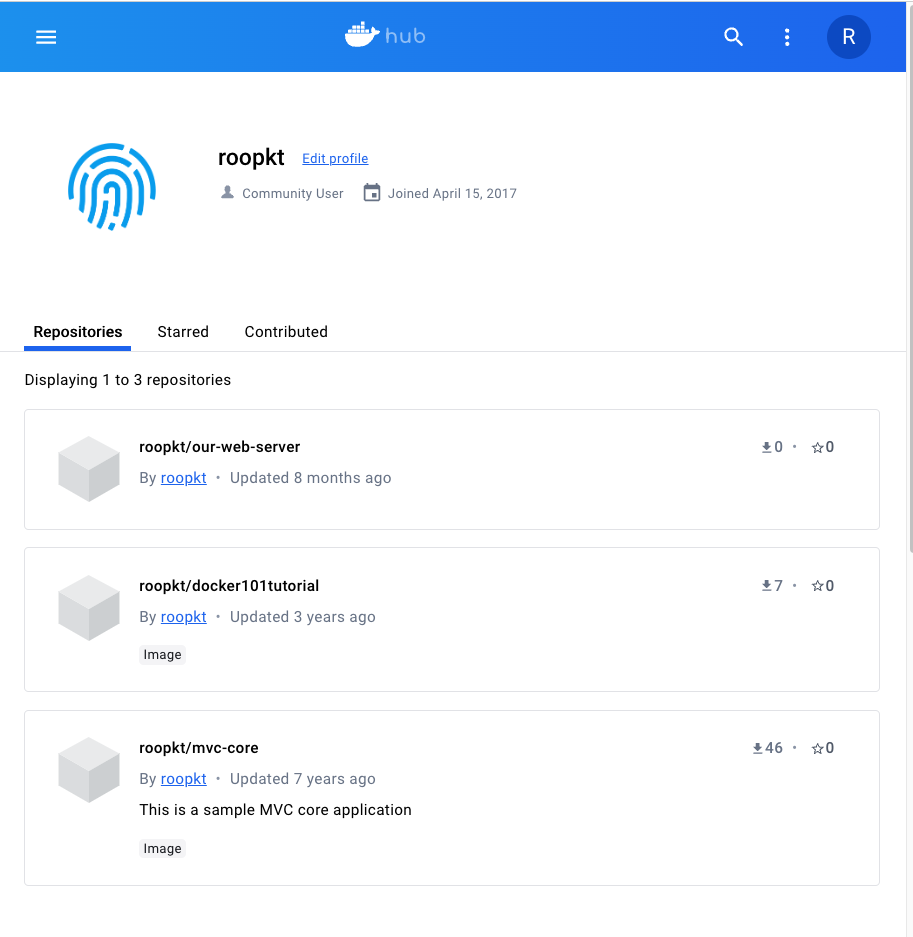 hub
R
roopkt Edit profile
Community User Joined April 15, 2017
Repositories Starred Contributed
Displaying 1 to 3 repositories
roopkt/our-web-server 0 • 0
By roopkt • Updated 8 months ago
roopkt/docker101tutorial 7 • 0
By roopkt • Updated 3 years ago
Image
roopkt/mvc-core 46 • 0
By roopkt • Updated 7 years ago
This is a sample MVC core application
Image